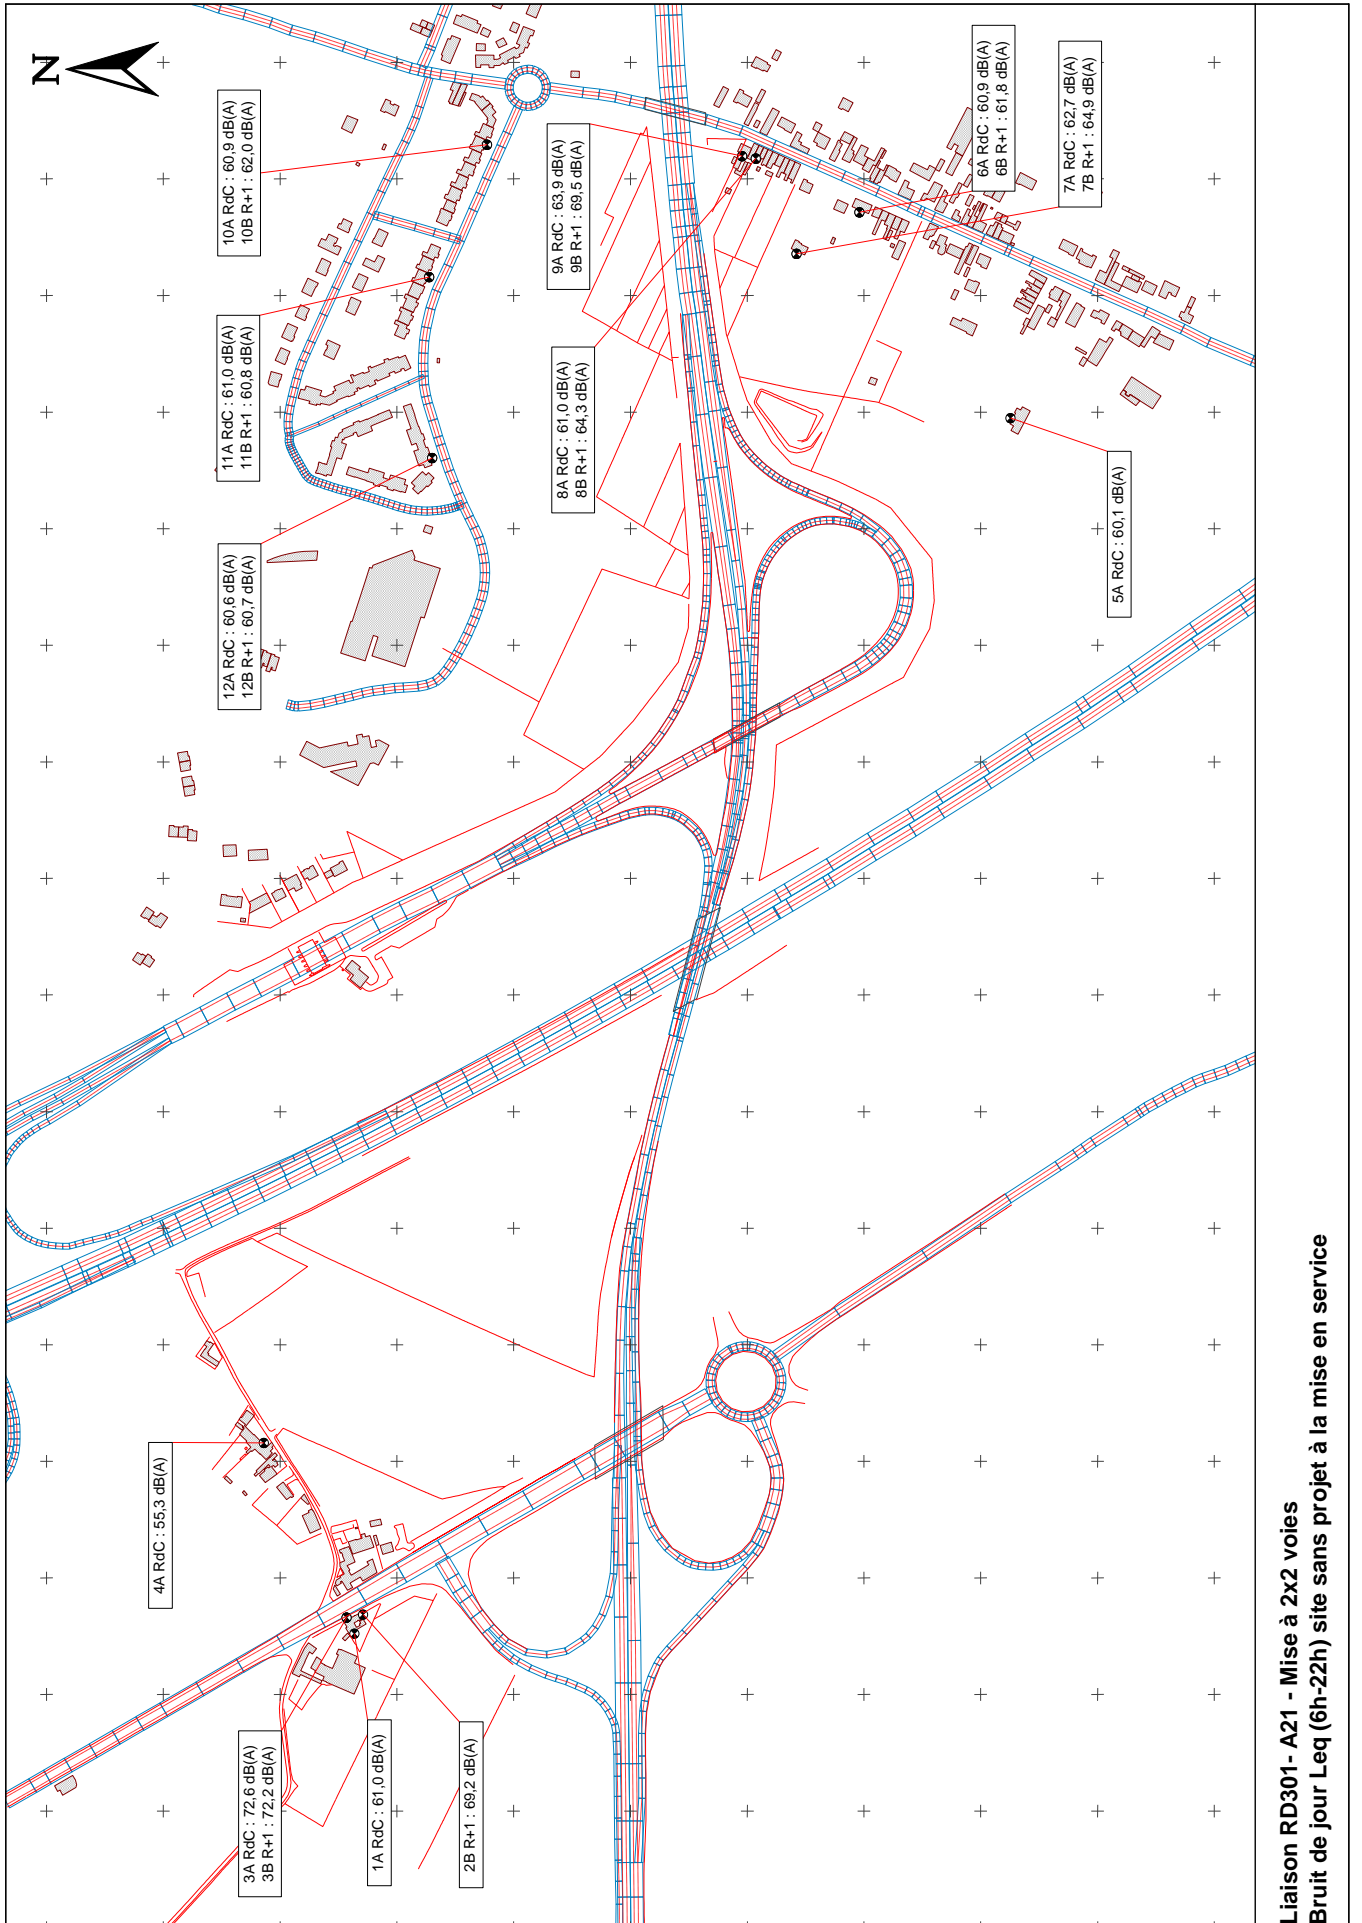 N
10A RdC : 60,9 dB(A)
10B R+1 : 62,0 dB(A)
11A RdC : 61,0 dB(A)
11B R+1 : 60,8 dB(A)
12A RdC : 60,6 dB(A)
12B R+1 : 60,7 dB(A)
9A RdC : 63,9 dB(A)
9B R+1 : 69,5 dB(A)
8A RdC : 61,0 dB(A)
8B R+1 : 64,3 dB(A)
6A RdC : 60,9 dB(A)
6B R+1 : 61,8 dB(A)
7A RdC : 62,7 dB(A)
7B R+1 : 64,9 dB(A)
5A RdC : 60,1 dB(A)
4A RdC : 55,3 dB(A)
3A RdC : 72,6 dB(A)
3B R+1 : 72,2 dB(A)
1A RdC : 61,0 dB(A)
2B R+1 : 69,2 dB(A)
Liaison RD301- A21 - Mise à 2x2 voies
Bruit de jour Leq (6h-22h) site sans projet à la mise en service